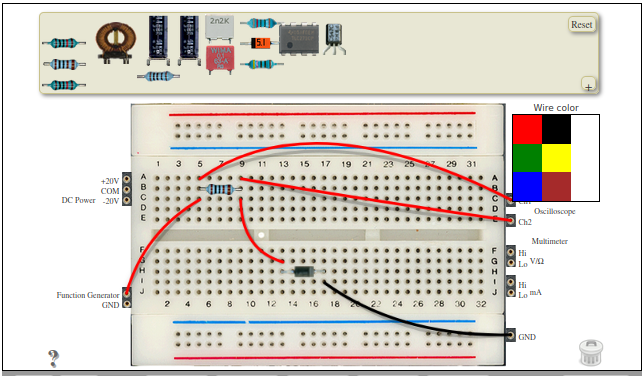 2n2K
5.1
Reset
+
Wire color
1 3 5 7 9 11 13 15 17 19 21 23 25 27 29 31
A A
B B
C C
D D
E E
+20V
COM
DC Power -20V
Ch1
Oscilloscope
Ch2
Multimeter
F F
G G
H H
I I
J J
Hi
Lo V/Ω
Hi
Lo mA
Function Generator
GND
2 4 6 8 10 12 14 16 18 20 22 24 26 28 30 32
GND
?